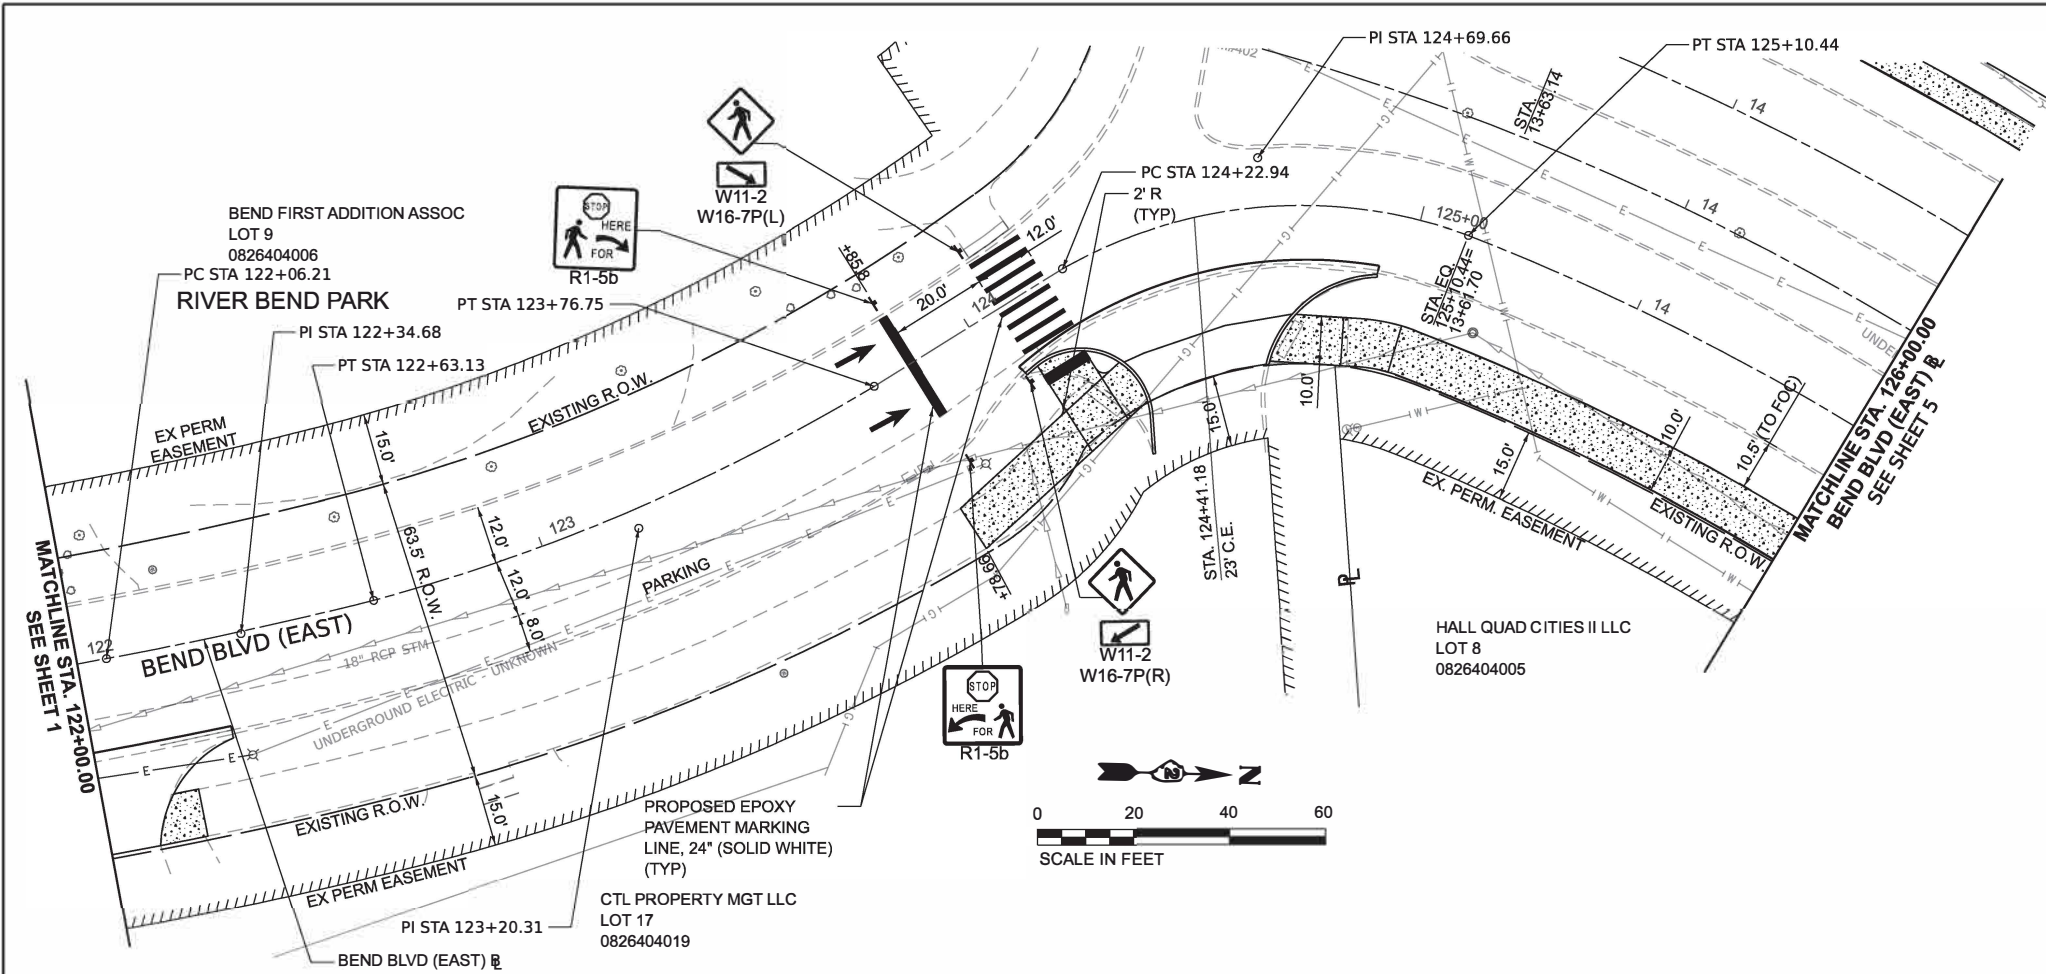 PI STA 124+69.66
PT STA 125+10.44
STA.
13+63.14
14
PC STA 124+22.94
2' R
(TYP)
W11-2
W16-7P(L)
STOP
HERE
FOR
R1-5b
BEND FIRST ADDITION ASSOC
LOT 9
0826404006
PC STA 122+06.21
RIVER BEND PARK
PT STA 123+76.75
PI STA 122+34.68
PT STA 122+63.13
+85.8
20.0'
12.0'
124
125+00
14
14
STA. EQ.
125+10.44=
13+61.70
E
UNDE
MATCHLINE STA. 126+00.00
BEND BLVD (EAST) BL
SEE SHEET 5
EX PERM
EASEMENT
EXISTING R.O.W.
15.0'
63.5' R.O.W.
12.0'
12.0'
8.0'
15.0'
123
PARKING
122
BEND BLVD (EAST)
18" RCP STM
UNDERGROUND ELECTRIC - UNKNOWN
MATCHLINE STA. 122+00.00
SEE SHEET 1
E
E
EXISTING R.O.W.
EX PERM EASEMENT
+78.66
15.0'
STA. 124+41.18
23' C.E.
10.0'
15.0'
10.0'
10.5' (TO FOC)
EX. PERM. EASEMENT
EXISTING R.O.W.
PL
W11-2
W16-7P(R)
STOP
HERE
FOR
R1-5b
HALL QUAD CITIES II LLC
LOT 8
0826404005
N
0 20 40 60
SCALE IN FEET
PROPOSED EPOXY
PAVEMENT MARKING
LINE, 24" (SOLID WHITE)
(TYP)
CTL PROPERTY MGT LLC
LOT 17
0826404019
PI STA 123+20.31
BEND BLVD (EAST) BL